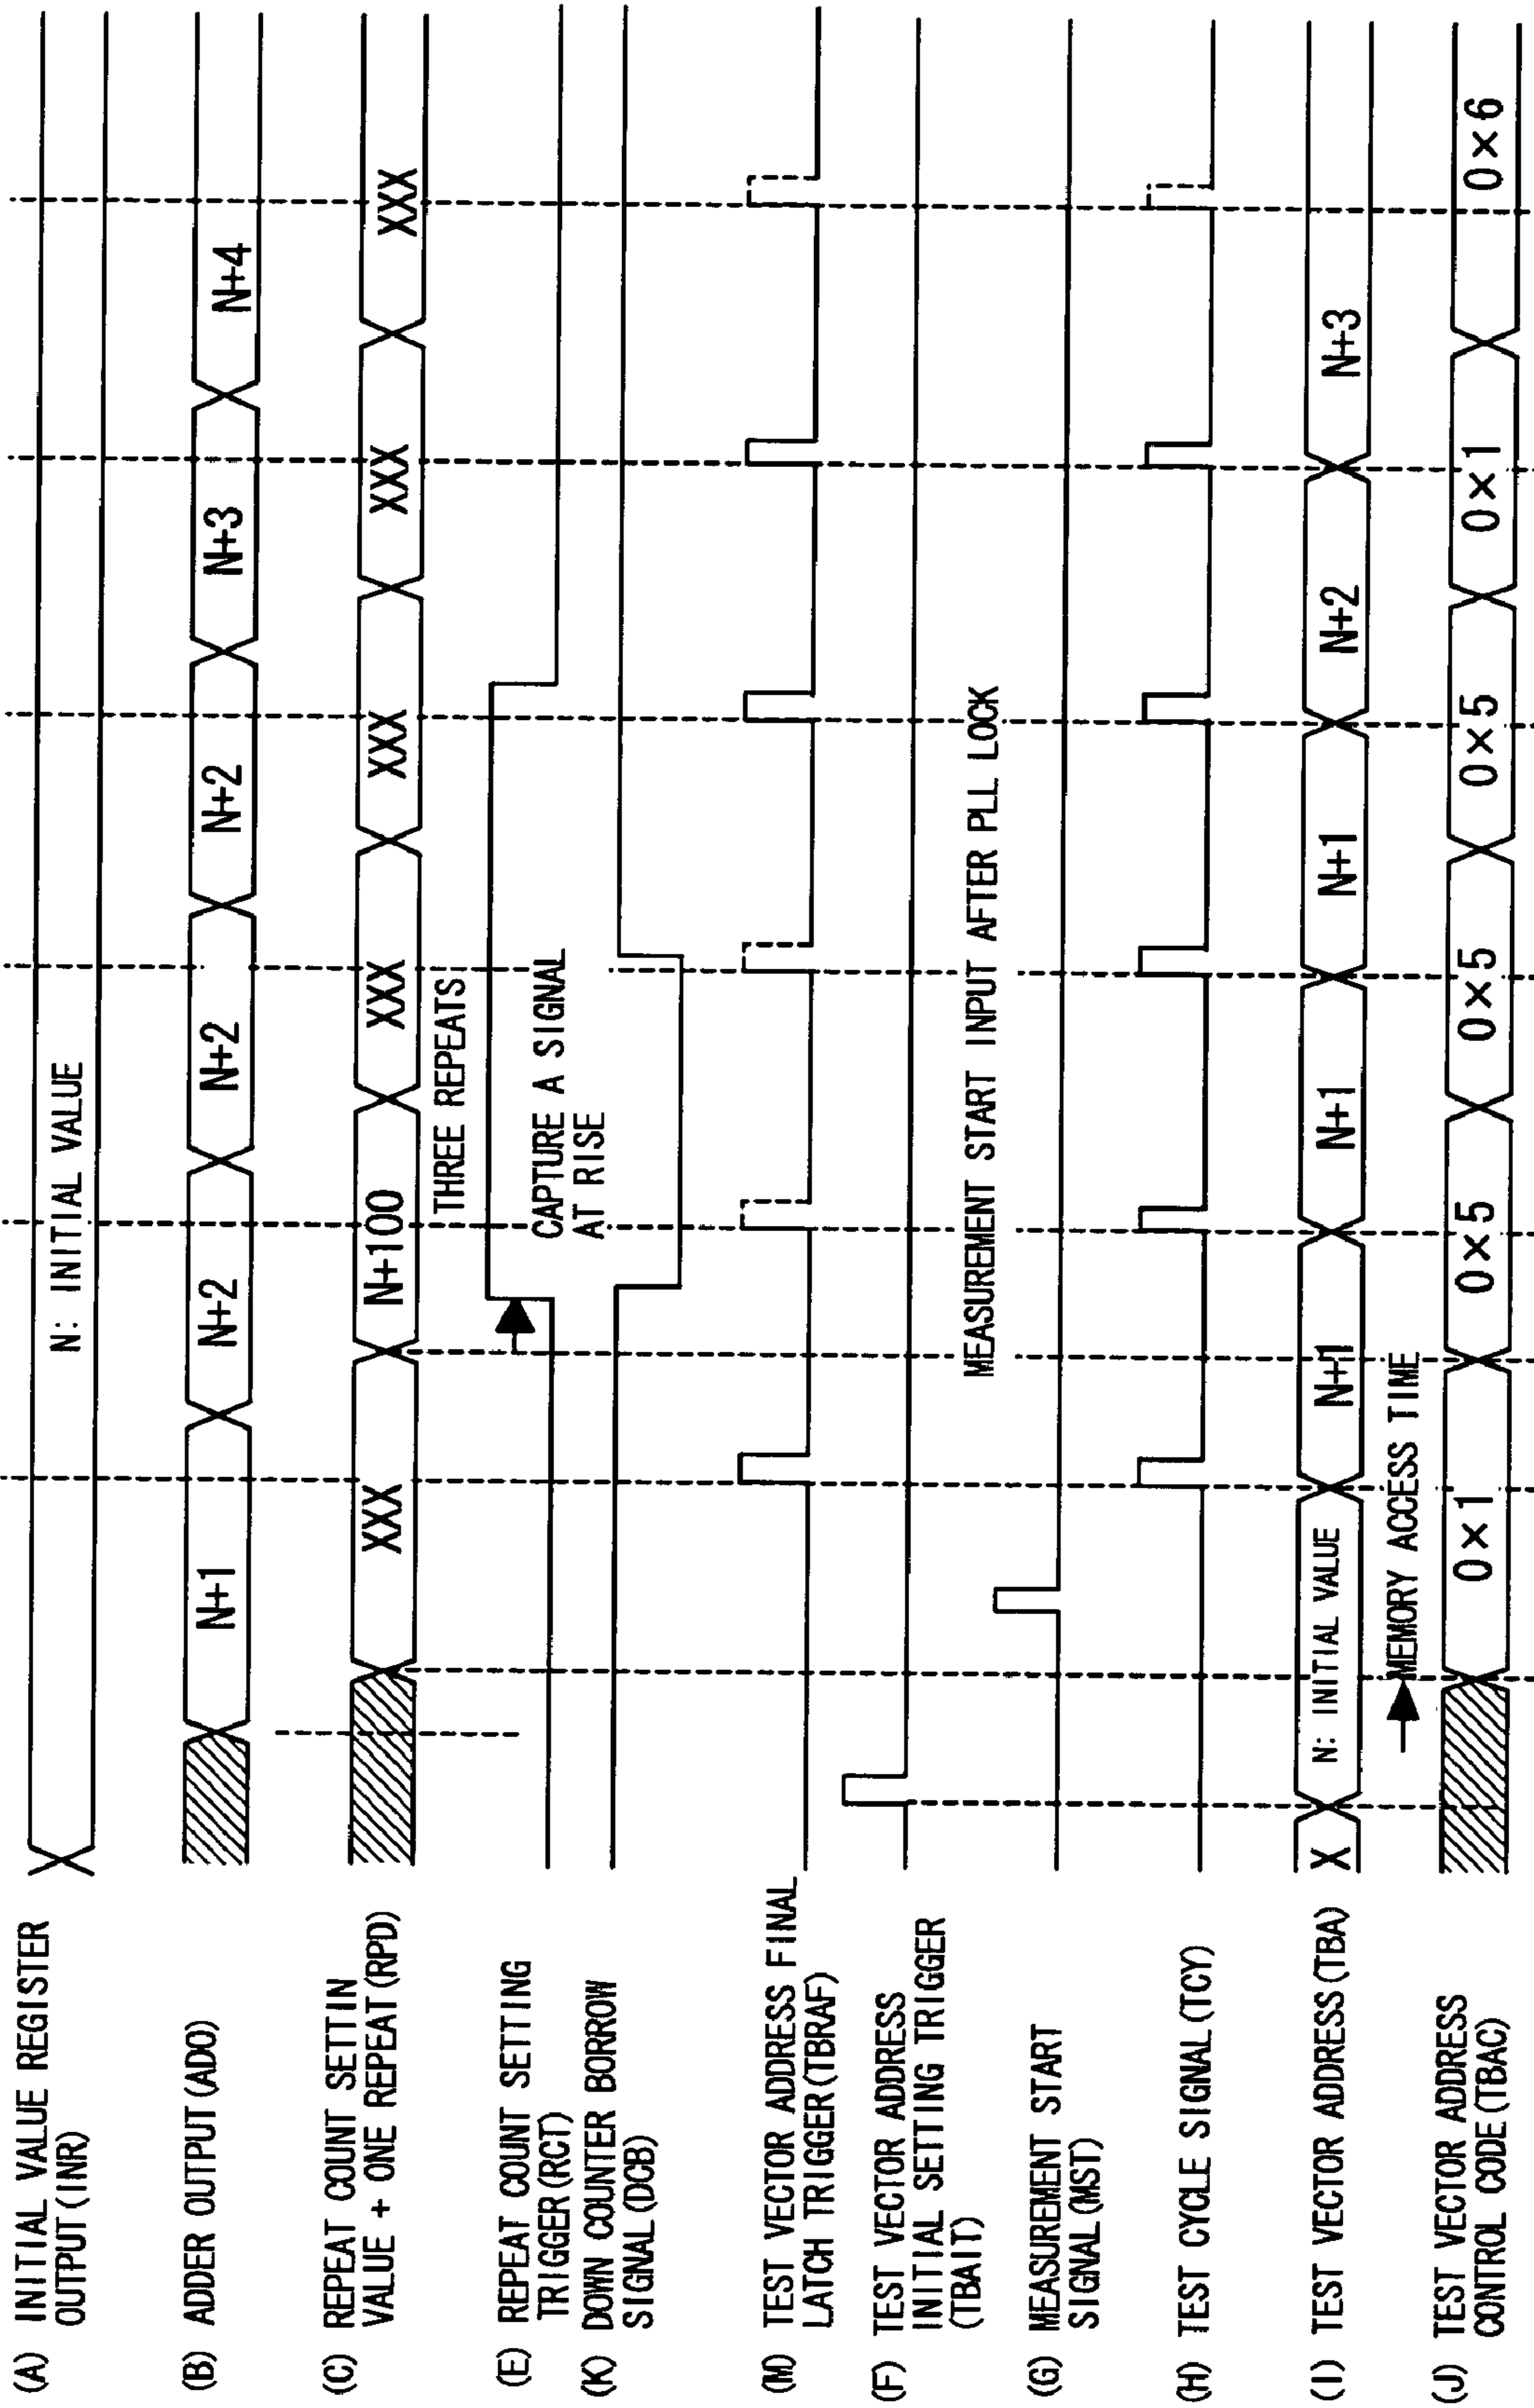 (A) INITIAL VALUE REGISTER
OUTPUT(INR)
N: INITIAL VALUE
(B) ADDER OUTPUT(ADO)
N+1
N+2
N+2
N+2
N+3
N+4
(C) REPEAT COUNT SETTIN
VALUE + ONE REPEAT(RPD)
XXX
N+100
XXX
XXX
XXX
XXX
THREE REPEATS
(E) REPEAT COUNT SETTING
TRIGGER(RCT)
CAPTURE A SIGNAL
AT RISE
(K) DOWN COUNTER BORROW
SIGNAL(DCB)
(M) TEST VECTOR ADDRESS FINAL
LATCH TRIGGER(TBRAF)
(F) TEST VECTOR ADDRESS
INITIAL SETTING TRIGGER
(TBAIT)
MEASUREMENT START INPUT AFTER PLL LOCK
(G) MEASUREMENT START
SIGNAL(MST)
(H) TEST CYCLE SIGNAL(TCY)
(I) TEST VECTOR ADDRESS(TBA)
X
N: INITIAL VALUE
N+1
N+1
N+1
N+2
N+3
MEMORY ACCESS TIME
(J) TEST VECTOR ADDRESS
CONTROL CODE(TBAC)
0×1
0×5
0×5
0×5
0×1
0×6